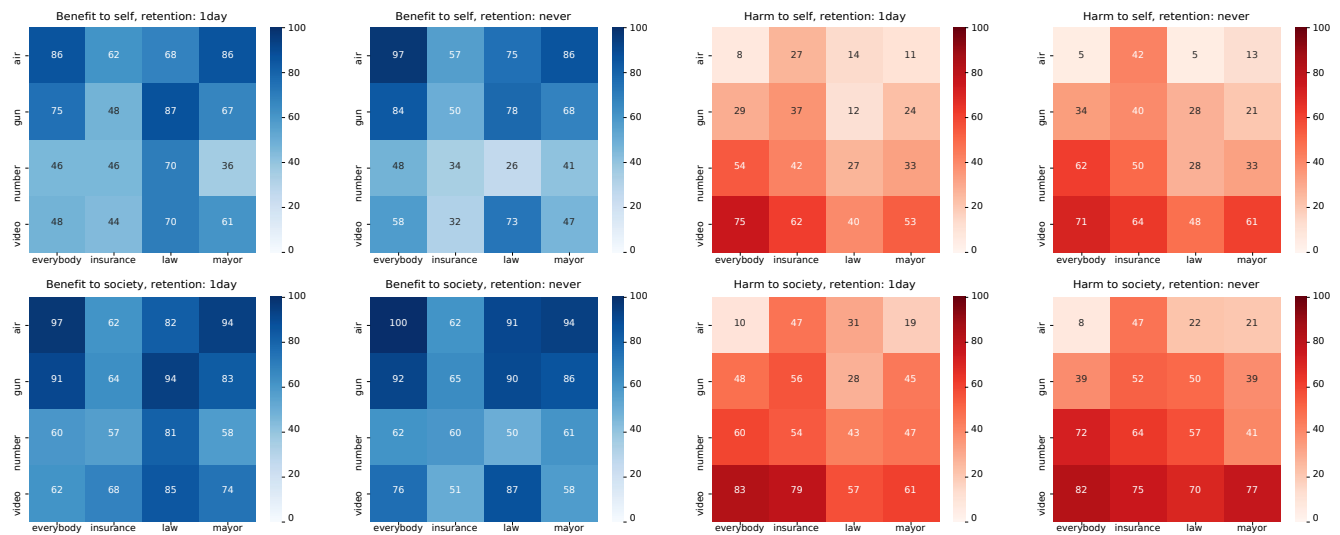 Benefit to self, retention: 1day
air 86 62 68 86
gun 75 48 87 67
number 46 46 70 36
video 48 44 70 61
everybody insurance law mayor
100
80
60
40
20
0
Benefit to self, retention: never
air 97 57 75 86
gun 84 50 78 68
number 48 34 26 41
video 58 32 73 47
everybody insurance law mayor
100
80
60
40
20
0
Harm to self, retention: 1day
air 8 27 14 11
gun 29 37 12 24
number 54 42 27 33
video 75 62 40 53
everybody insurance law mayor
100
80
60
40
20
0
Harm to self, retention: never
air 5 42 5 13
gun 34 40 28 21
number 62 50 28 33
video 71 64 48 61
everybody insurance law mayor
100
80
60
40
20
0
Benefit to society, retention: 1day
air 97 62 82 94
gun 91 64 94 83
number 60 57 81 58
video 62 68 85 74
everybody insurance law mayor
100
80
60
40
20
0
Benefit to society, retention: never
air 100 62 91 94
gun 92 65 90 86
number 62 60 50 61
video 76 51 87 58
everybody insurance law mayor
100
80
60
40
20
0
Harm to society, retention: 1day
air 10 47 31 19
gun 48 56 28 45
number 60 54 43 47
video 83 79 57 61
everybody insurance law mayor
100
80
60
40
20
0
Harm to society, retention: never
air 8 47 22 21
gun 39 52 50 39
number 72 64 57 41
video 82 75 70 77
everybody insurance law mayor
100
80
60
40
20
0